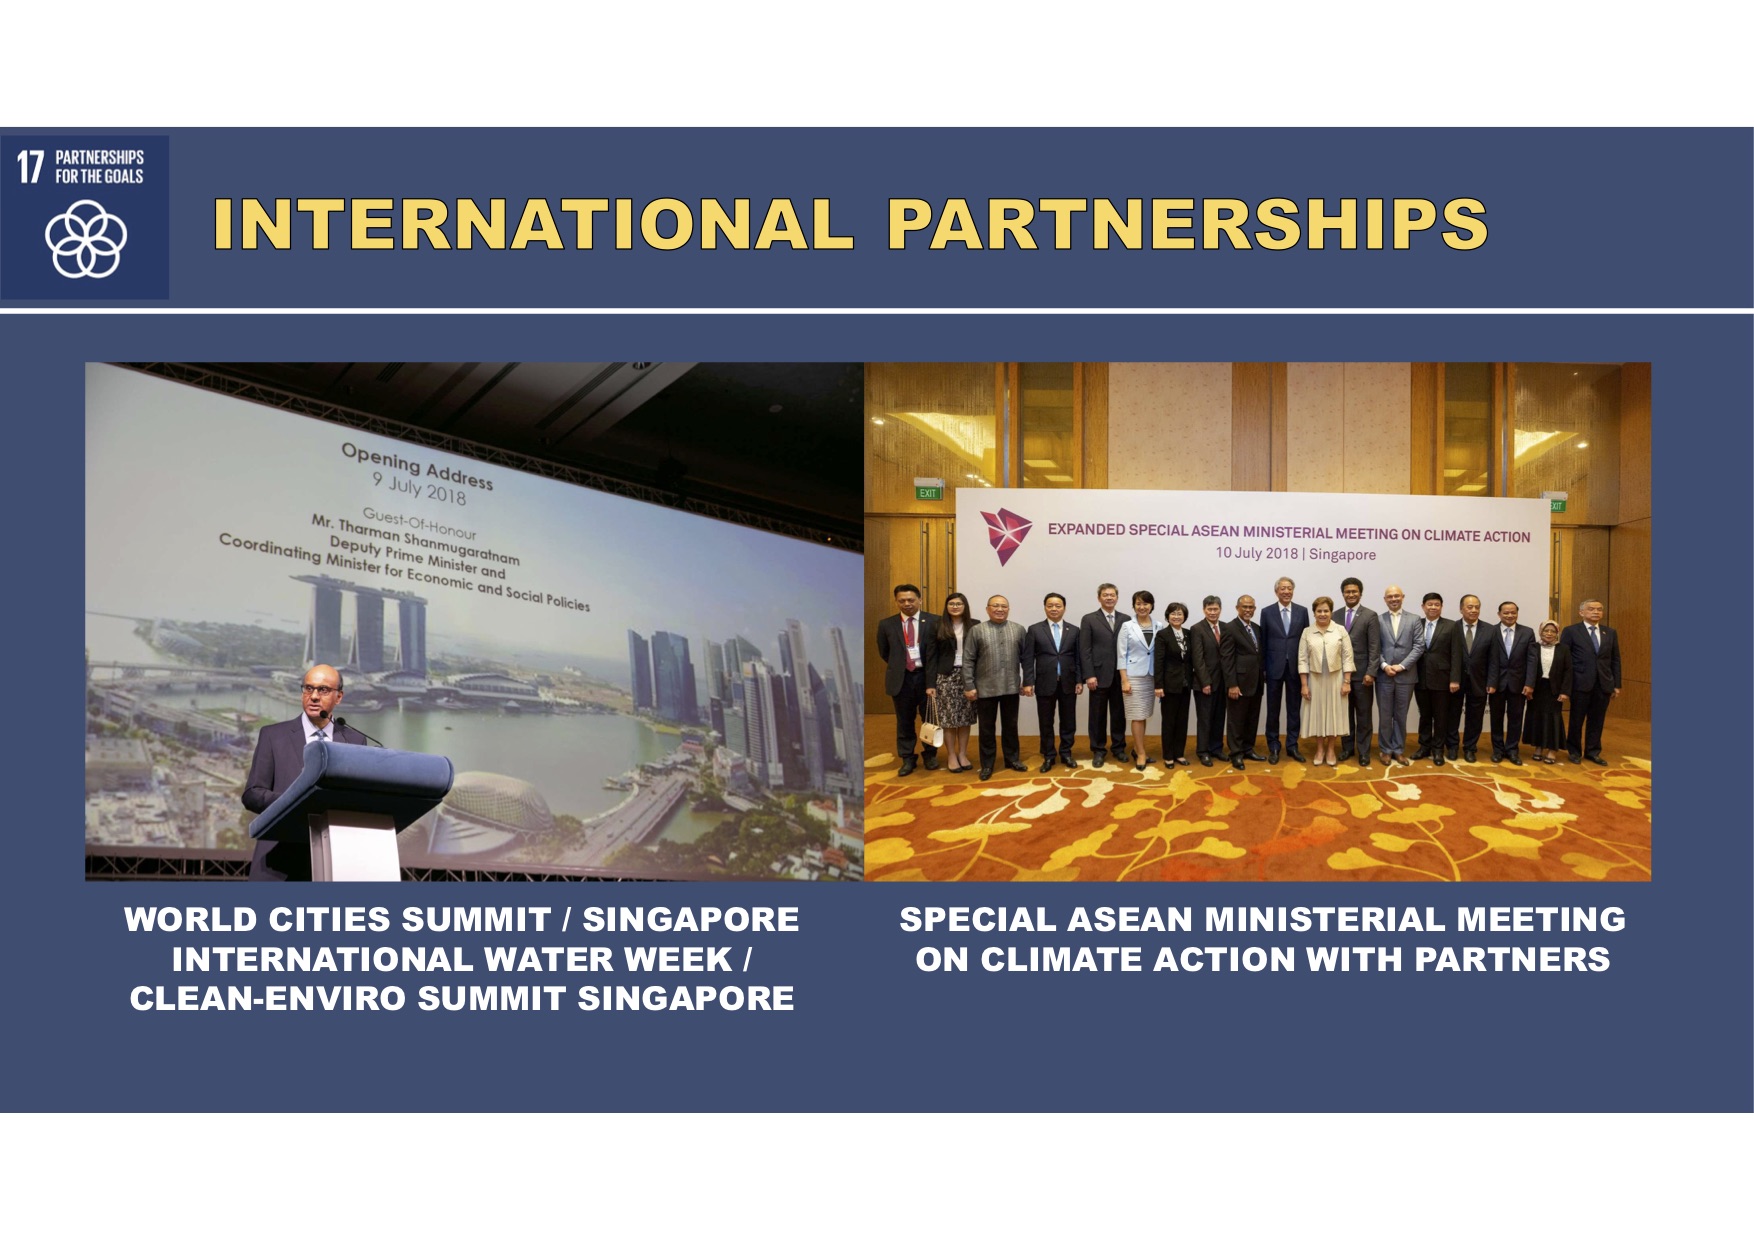 17 PARTNERSHIPS
FOR THE GOALS
INTERNATIONAL PARTNERSHIPS
Opening Address
9 July 2018
Guest-Of-Honour
Mr. Tharman Shanmugaratnam
Deputy Prime Minister and
Coordinating Minister for Economic and Social Policies
EXIT
EXIT
EXPANDED SPECIAL ASEAN MINISTERIAL MEETING ON CLIMATE ACTION
10 July 2018 | Singapore
WORLD CITIES SUMMIT / SINGAPORE
INTERNATIONAL WATER WEEK /
CLEAN-ENVIRO SUMMIT SINGAPORE
SPECIAL ASEAN MINISTERIAL MEETING
ON CLIMATE ACTION WITH PARTNERS